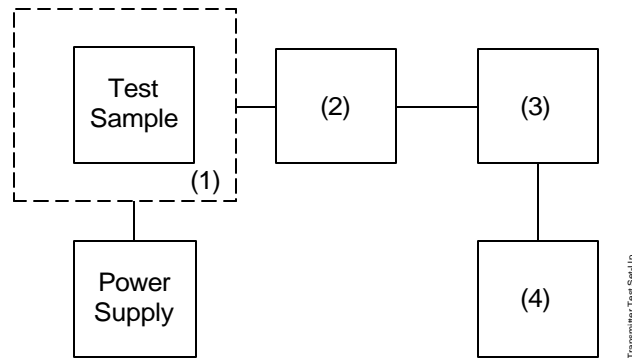 Test
Sample
(1)
(2)
(3)
Power
Supply
(4)
Transmitter Test Set-Up